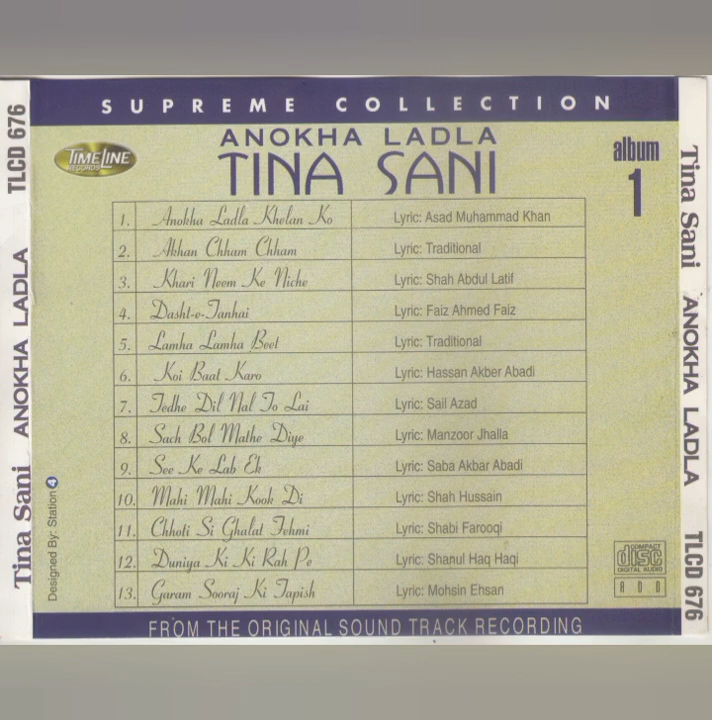 SUPREME COLLECTION
ANOKHA LADLA
TINA SANI
TIMELINE
RECORDS
album
1
1. Anokha Ladla Khelan Ko Lyric: Asad Muhammad Khan
2. Akhan Chham Chham Lyric: Traditional
3. Khari Neem Ke Niche Lyric: Shah Abdul Latif
4. Dasht-e-Tanhai Lyric: Faiz Ahmed Faiz
5. Lamha Lamha Beet Lyric: Traditional
6. Koi Baat Karo Lyric: Hassan Akber Abadi
7. Tedhe Dil Nal To Lai Lyric: Sail Azad
8. Sach Bol Mathe Diye Lyric: Manzoor Jhalla
9. See Ke Lab Ek Lyric: Saba Akbar Abadi
10. Mahi Mahi Kook Di Lyric: Shah Hussain
11. Chhoti Si Ghalat Fehmi Lyric: Shabi Farooqi
12. Duniya Ki Ki Rah Pe Lyric: Shanul Haq Haqi
13. Garam Sooraj Ki Tapish Lyric: Mohsin Ehsan
FROM THE ORIGINAL SOUND TRACK RECORDING
COMPACT
disc
DIGITAL AUDIO
A D D
Designed By: Station 4
Tina Sani ANOKHA LADLA TLCD 676
Tina Sani ANOKHA LADLA TLCD 676